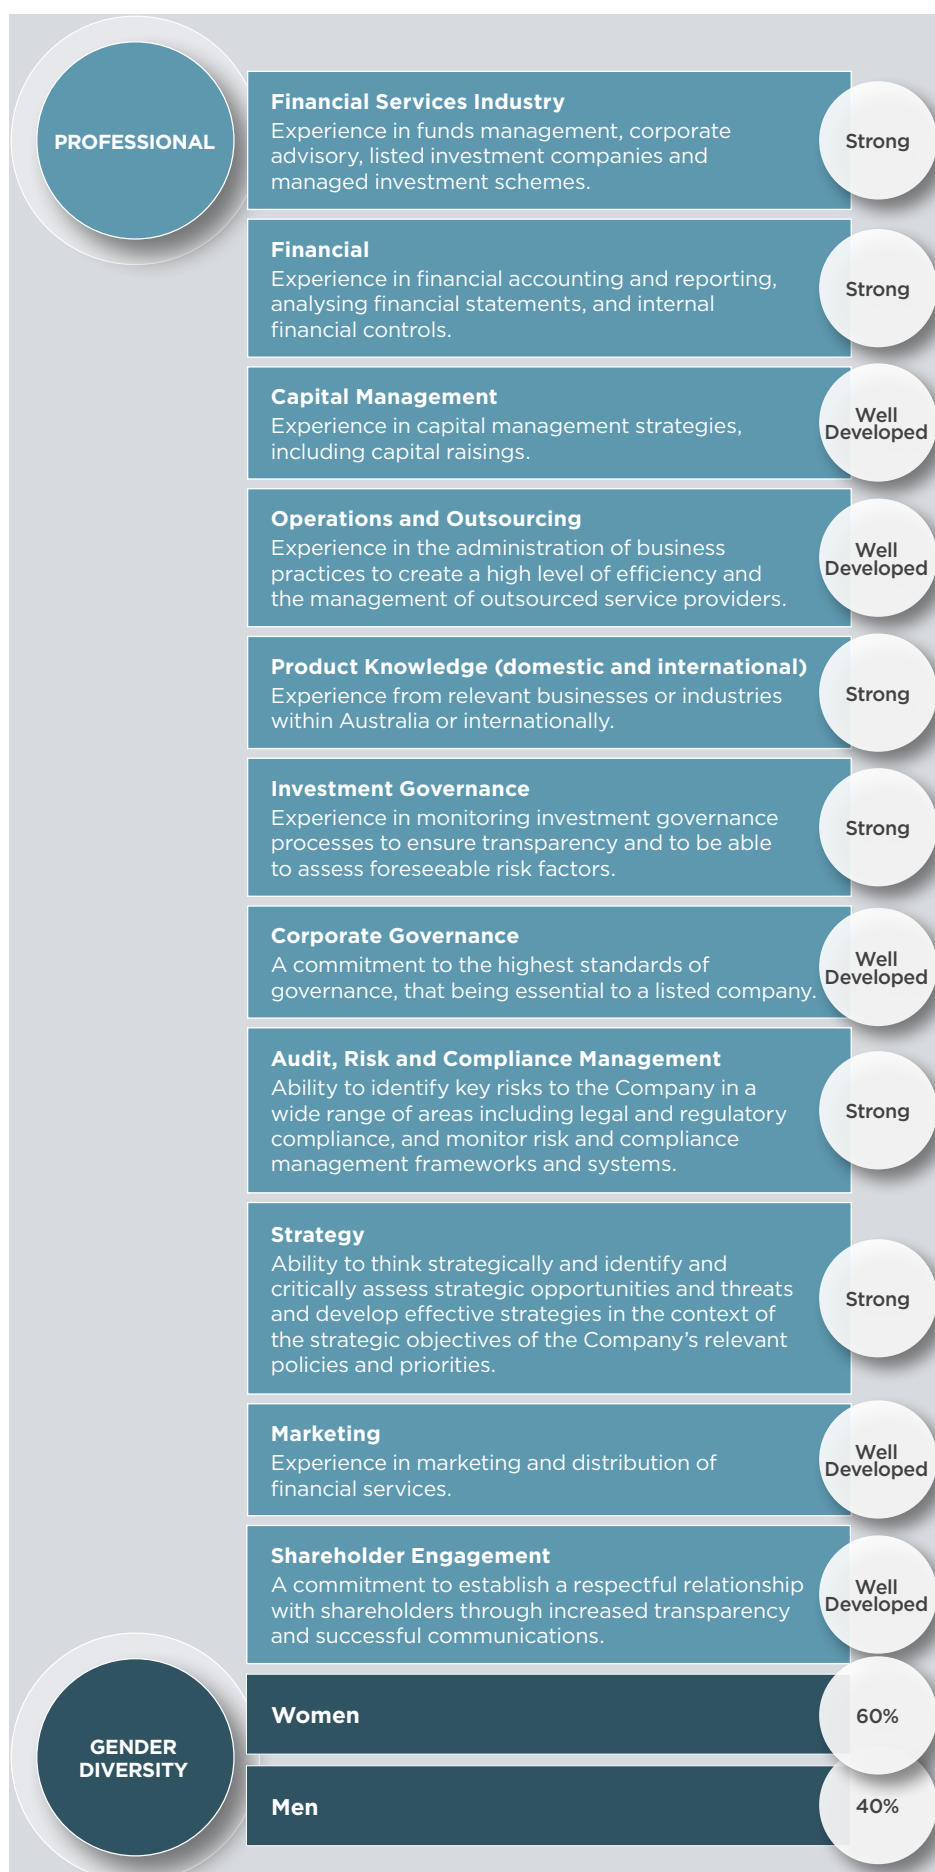 PROFESSIONAL
Financial Services Industry
Experience in funds management, corporate
advisory, listed investment companies and
managed investment schemes.
Strong
Financial
Experience in financial accounting and reporting,
analysing financial statements, and internal
financial controls.
Strong
Capital Management
Experience in capital management strategies,
including capital raisings.
Well
Developed
Operations and Outsourcing
Experience in the administration of business
practices to create a high level of efficiency and
the management of outsourced service providers.
Well
Developed
Product Knowledge (domestic and international)
Experience from relevant businesses or industries
within Australia or internationally.
Strong
Investment Governance
Experience in monitoring investment governance
processes to ensure transparency and to be able
to assess foreseeable risk factors.
Strong
Corporate Governance
A commitment to the highest standards of
governance, that being essential to a listed company.
Well
Developed
Audit, Risk and Compliance Management
Ability to identify key risks to the Company in a
wide range of areas including legal and regulatory
compliance, and monitor risk and compliance
management frameworks and systems.
Strong
Strategy
Ability to think strategically and identify and
critically assess strategic opportunities and threats
and develop effective strategies in the context of
the strategic objectives of the Company’s relevant
policies and priorities.
Strong
Marketing
Experience in marketing and distribution of
financial services.
Well
Developed
Shareholder Engagement
A commitment to establish a respectful relationship
with shareholders through increased transparency
and successful communications.
Well
Developed
GENDER
DIVERSITY
Women
60%
Men
40%